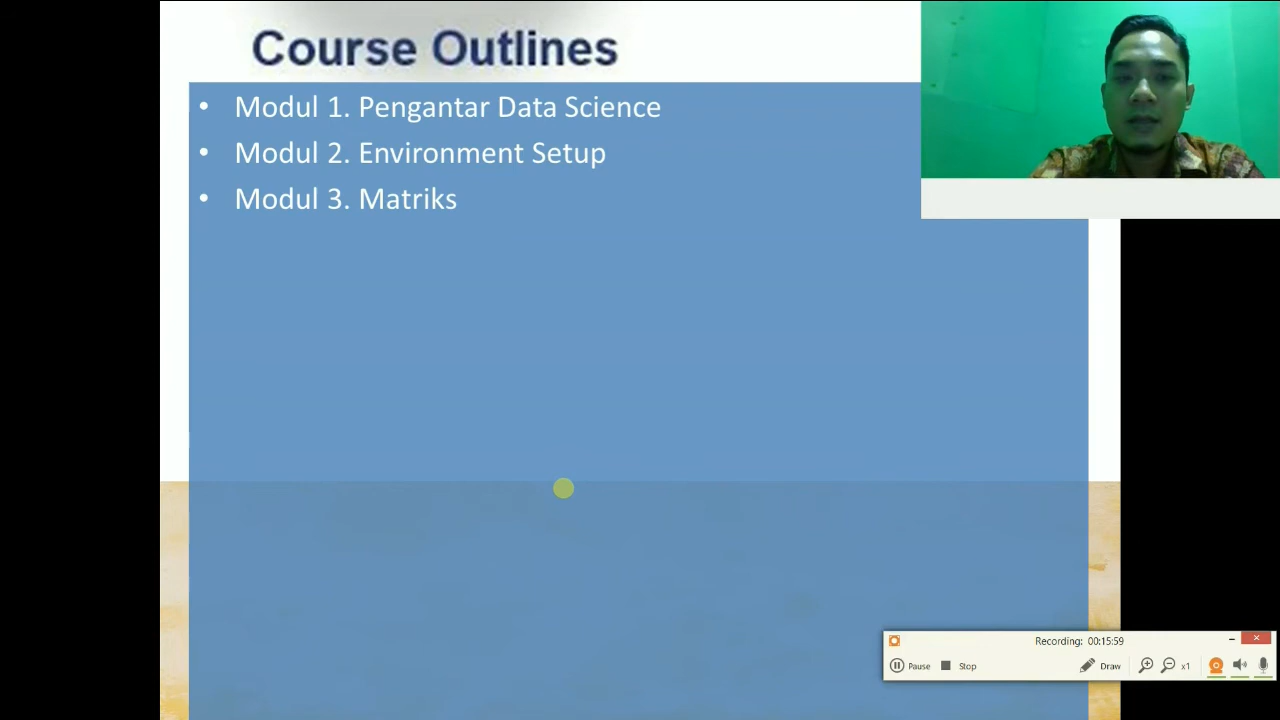 Course Outlines
• Modul 1. Pengantar Data Science
• Modul 2. Environment Setup
• Modul 3. Matriks
Recording: 00:15:59
Pause Stop Draw x1